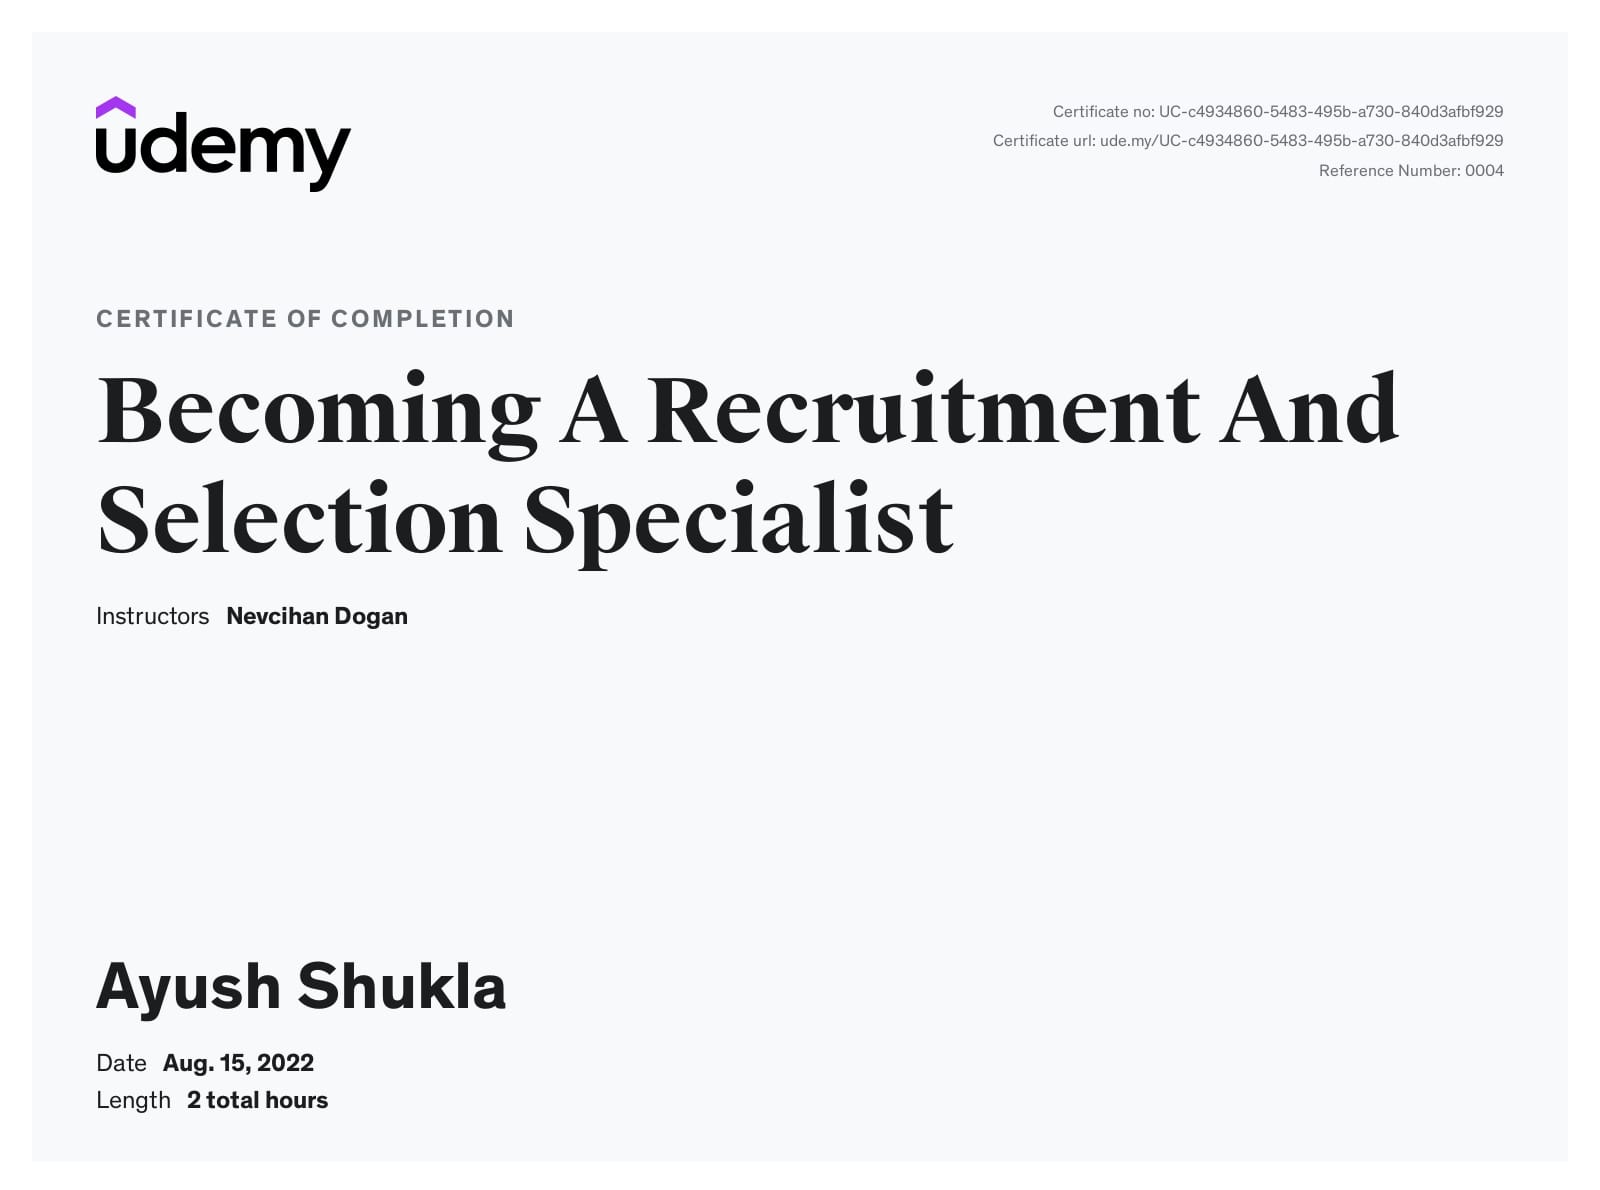 udemy
Certificate no: UC-c4934860-5483-495b-a730-840d3afbf929
Certificate url: ude.my/UC-c4934860-5483-495b-a730-840d3afbf929
Reference Number: 0004
CERTIFICATE OF COMPLETION
Becoming A Recruitment And
Selection Specialist
Instructors Nevcihan Dogan
Ayush Shukla
Date Aug. 15, 2022
Length 2 total hours